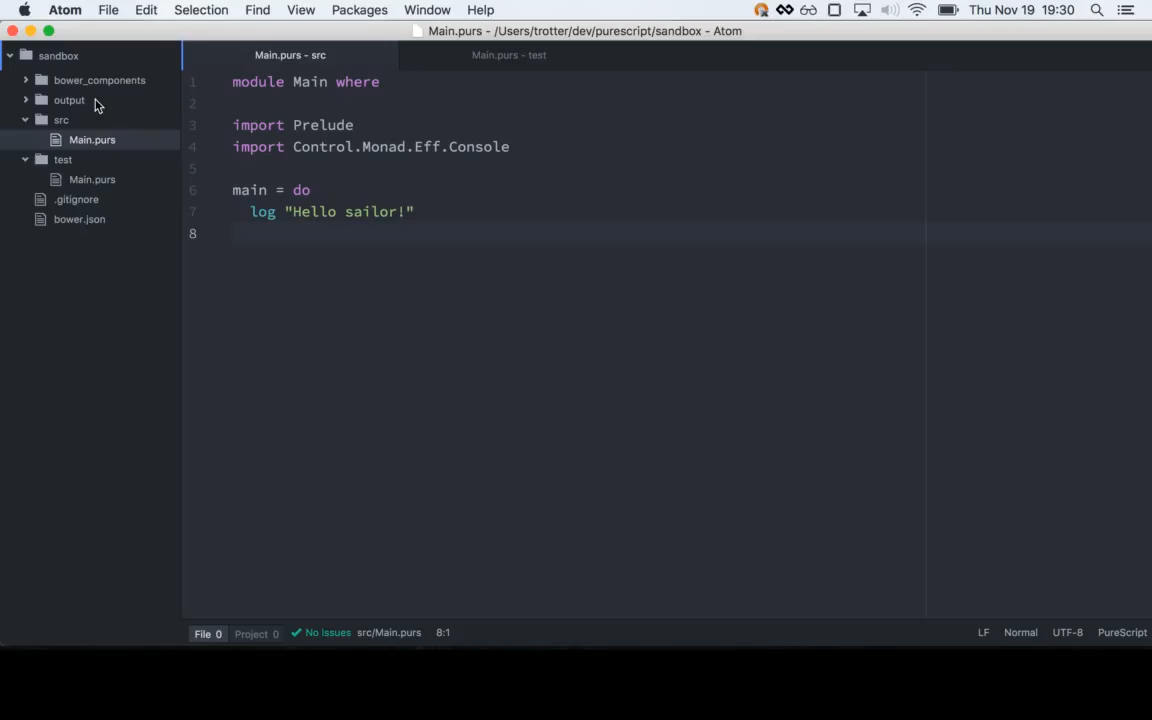 Atom File Edit Selection Find View Packages Window Help Thu Nov 19 19:30
Main.purs - /Users/trotter/dev/purescript/sandbox - Atom
sandbox
bower_components
output
src
Main.purs
test
Main.purs
.gitignore
bower.json
Main.purs - src Main.purs - test
1 module Main where
2
3 import Prelude
4 import Control.Monad.Eff.Console
5
6 main = do
7 log "Hello sailor!"
8
File 0 Project 0 No Issues src/Main.purs 8:1 LF Normal UTF-8 PureScript